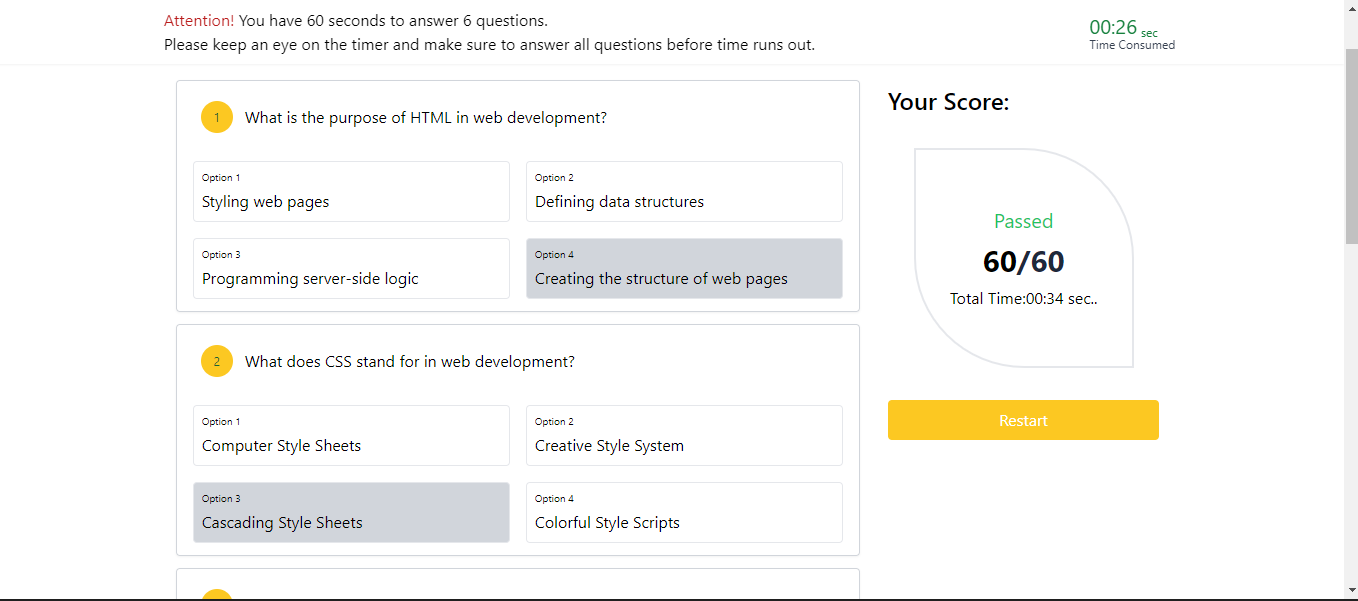 Attention! You have 60 seconds to answer 6 questions.
Please keep an eye on the timer and make sure to answer all questions before time runs out.
00:26 sec
Time Consumed
1 What is the purpose of HTML in web development?
Option 1
Styling web pages
Option 2
Defining data structures
Option 3
Programming server-side logic
Option 4
Creating the structure of web pages
2 What does CSS stand for in web development?
Option 1
Computer Style Sheets
Option 2
Creative Style System
Option 3
Cascading Style Sheets
Option 4
Colorful Style Scripts
Your Score:
Passed
60/60
Total Time:00:34 sec..
Restart